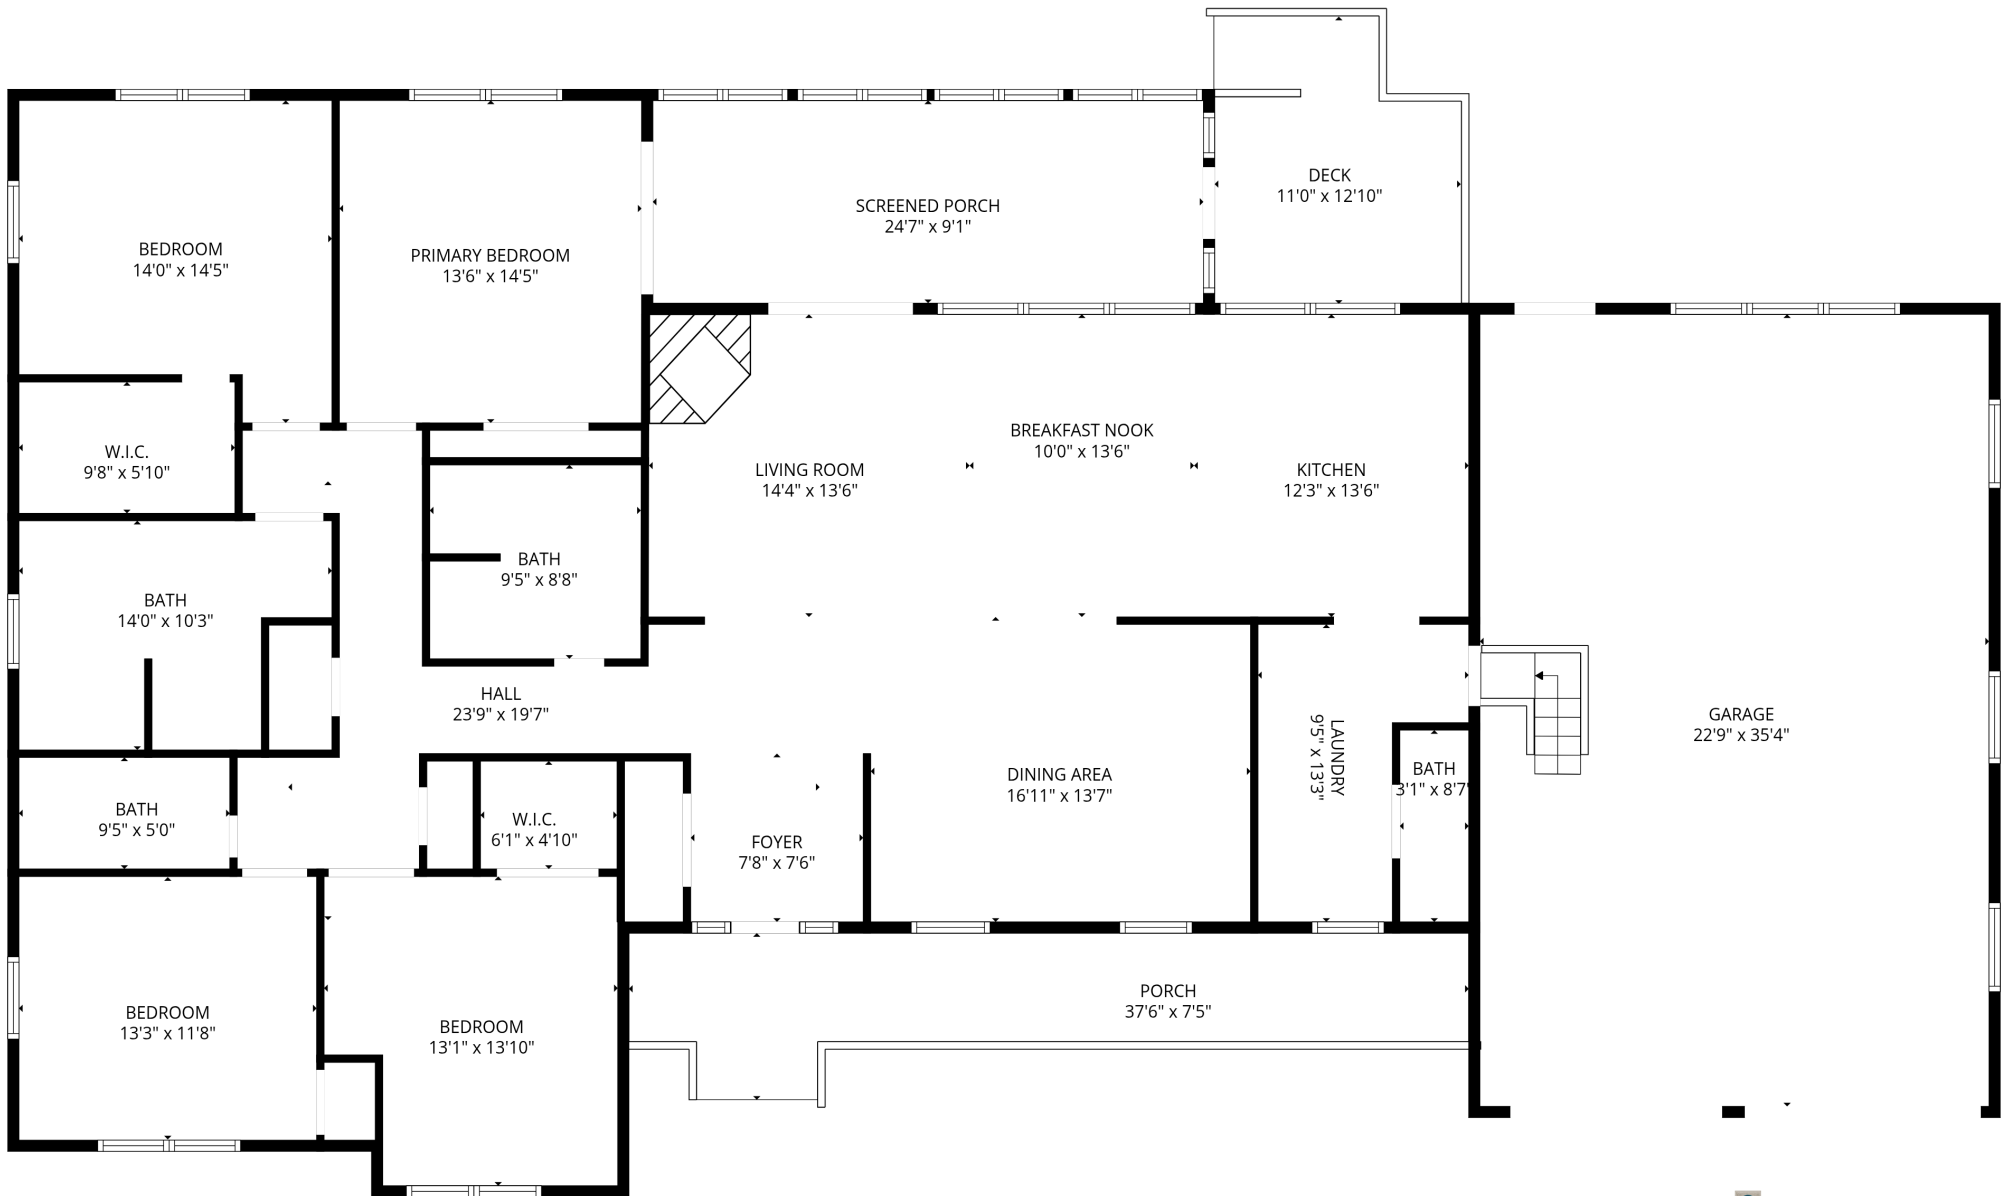 DECK
11'0" x 12'10"
SCREENED PORCH
24'7" x 9'1"
BEDROOM
14'0" x 14'5"
PRIMARY BEDROOM
13'6" x 14'5"
W.I.C.
9'8" x 5'10"
LIVING ROOM
14'4" x 13'6"
BREAKFAST NOOK
10'0" x 13'6"
KITCHEN
12'3" x 13'6"
BATH
9'5" x 8'8"
BATH
14'0" x 10'3"
HALL
23'9" x 19'7"
GARAGE
22'9" x 35'4"
LAUNDRY
9'5" x 13'3"
BATH
3'1" x 8'7"
DINING AREA
16'11" x 13'7"
BATH
9'5" x 5'0"
W.I.C.
6'1" x 4'10"
FOYER
7'8" x 7'6"
PORCH
37'6" x 7'5"
BEDROOM
13'3" x 11'8"
BEDROOM
13'1" x 13'10"